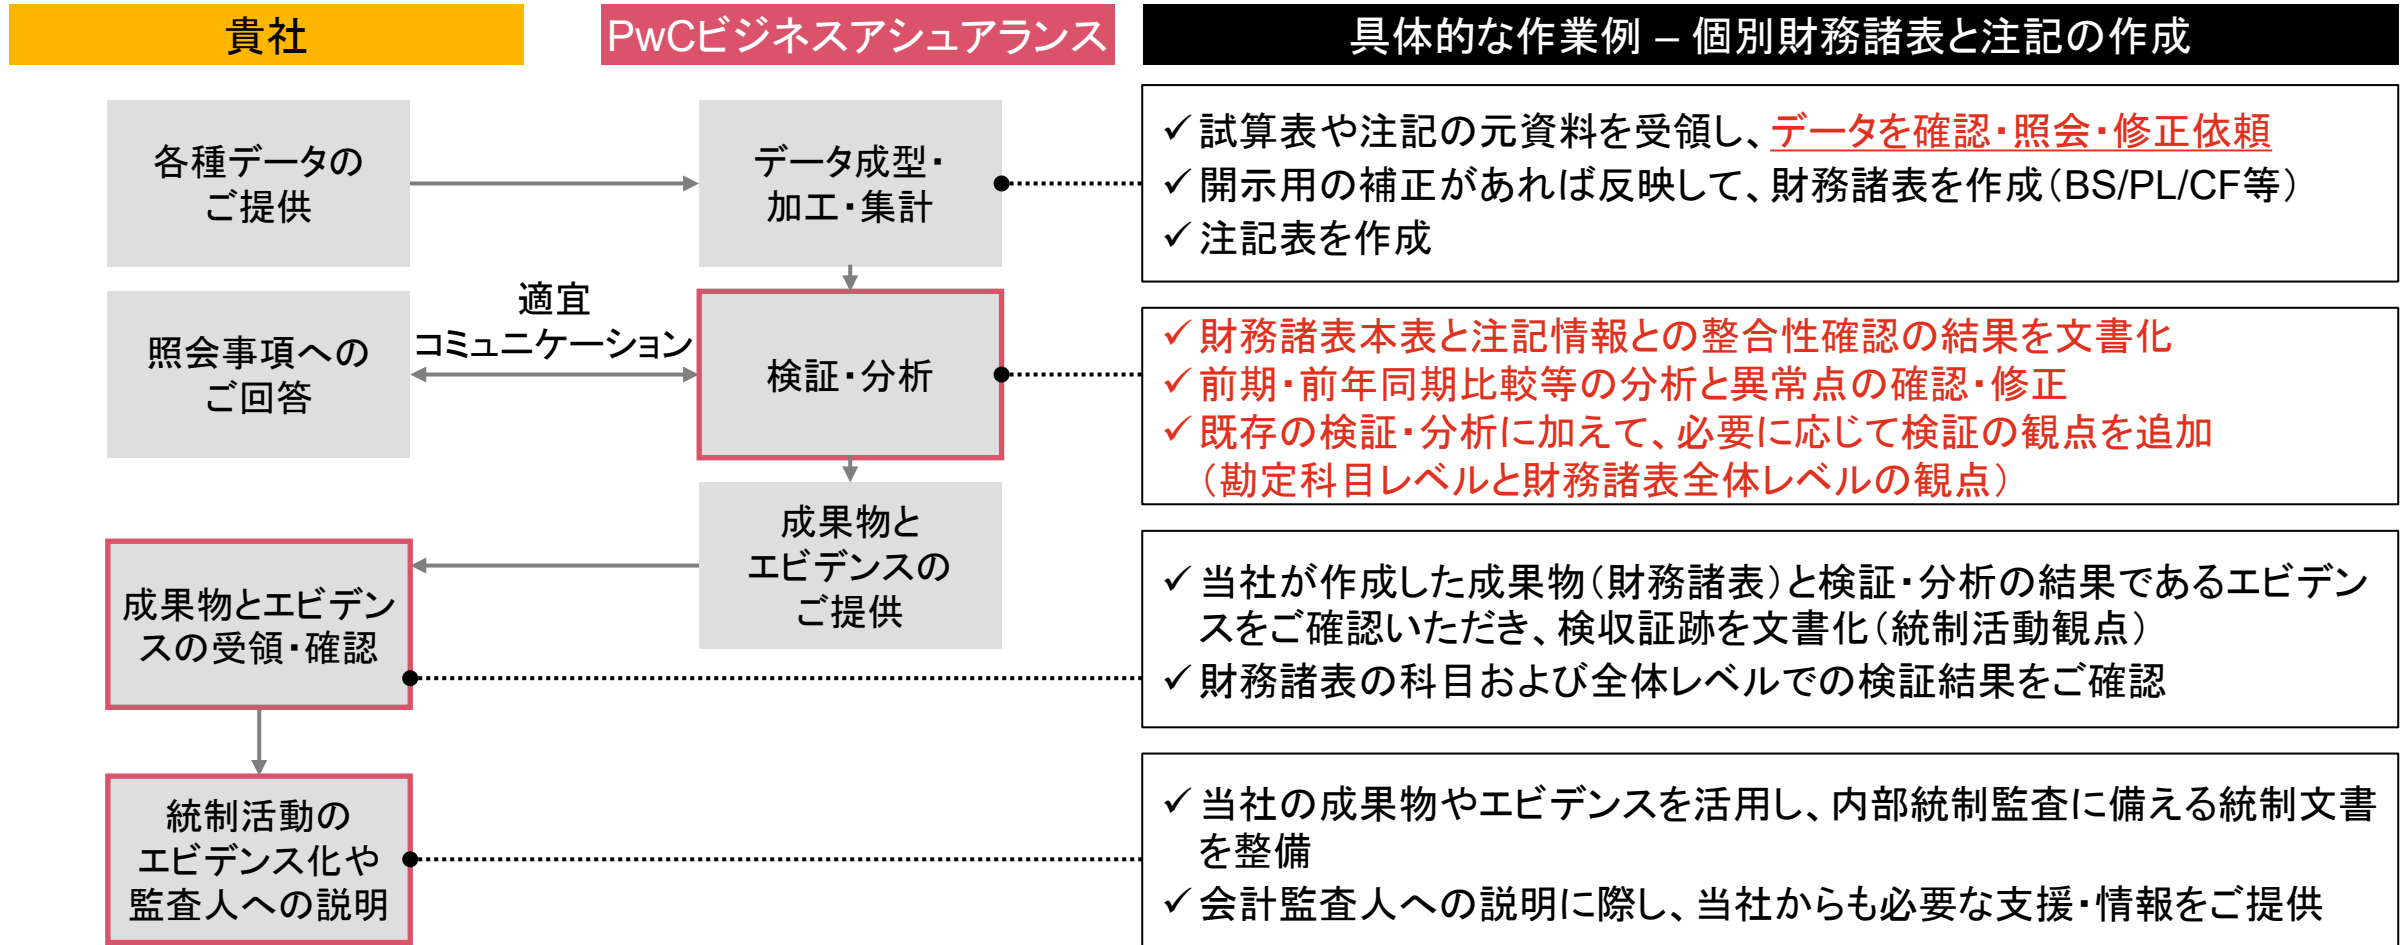 貴社
PwCビジネスアシュアランス
具体的な作業例 – 個別財務諸表と注記の作成
各種データの
ご提供
データ成型・
加工・集計
✓試算表や注記の元資料を受領し、データを確認・照会・修正依頼
✓開示用の補正があれば反映して、財務諸表を作成（BS/PL/CF等）
✓注記表を作成
照会事項への
ご回答
適宜
コミュニケーション
検証・分析
✓財務諸表本表と注記情報との整合性確認の結果を文書化
✓前期・前年同期比較等の分析と異常点の確認・修正
✓既存の検証・分析に加えて、必要に応じて検証の観点を追加
（勘定科目レベルと財務諸表全体レベルの観点）
成果物と
エビデンスの
ご提供
成果物とエビデン
スの受領・確認
✓当社が作成した成果物（財務諸表）と検証・分析の結果であるエビデン
スをご確認いただき、検収証跡を文書化（統制活動観点）
✓財務諸表の科目および全体レベルでの検証結果をご確認
統制活動の
エビデンス化や
監査人への説明
✓当社の成果物やエビデンスを活用し、内部統制監査に備える統制文書
を整備
✓会計監査人への説明に際し、当社からも必要な支援・情報をご提供